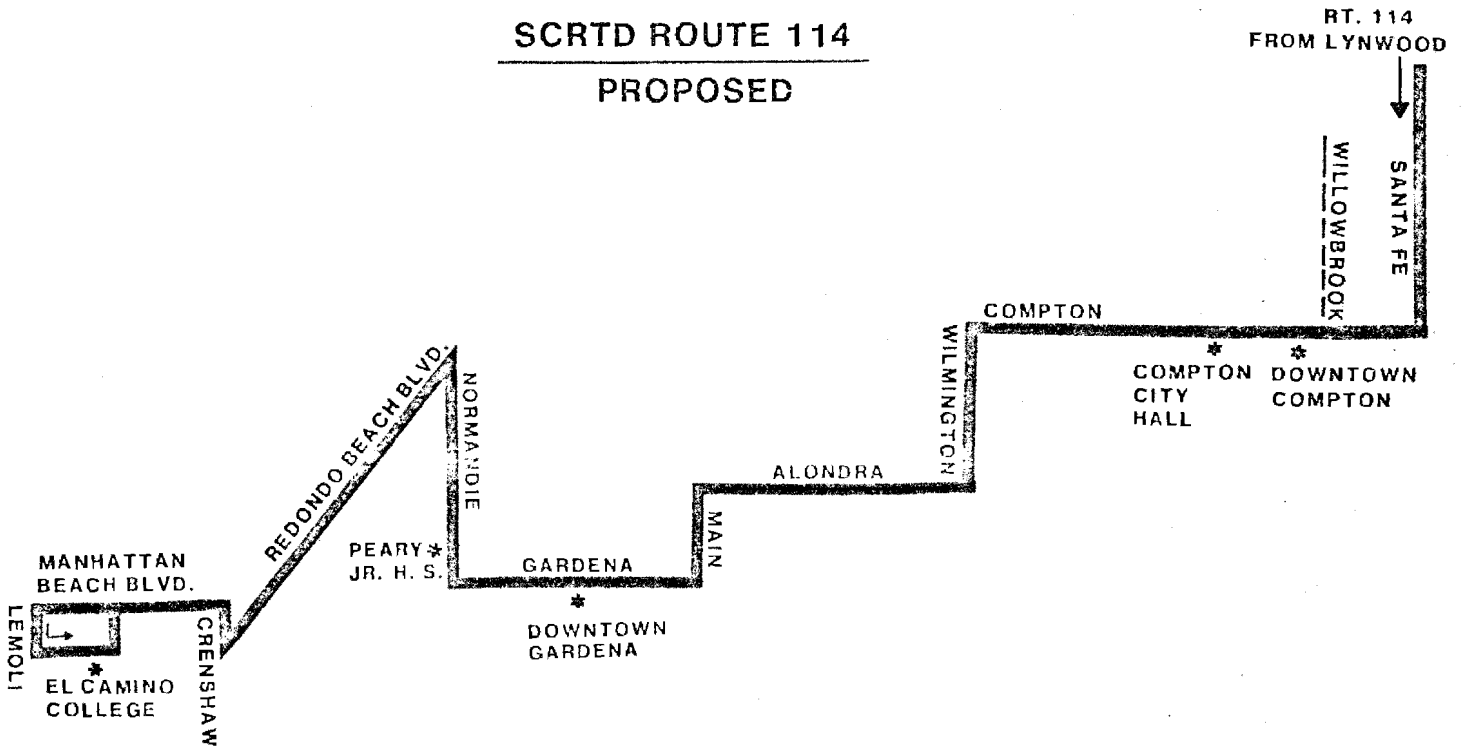 SCRTD ROUTE 114
PROPOSED
RT. 114
FROM LYNWOOD
WILLOWBROOK
SANTA FE
COMPTON
WILMINGTON
COMPTON
CITY
HALL
DOWNTOWN
COMPTON
REDONDO BEACH BLVD.
NORMANDIE
ALONDRA
MAIN
PEARY
JR. H. S.
GARDENA
DOWNTOWN
GARDENA
MANHATTAN
BEACH BLVD.
LEMOLI
CRENSHAW
EL CAMINO
COLLEGE